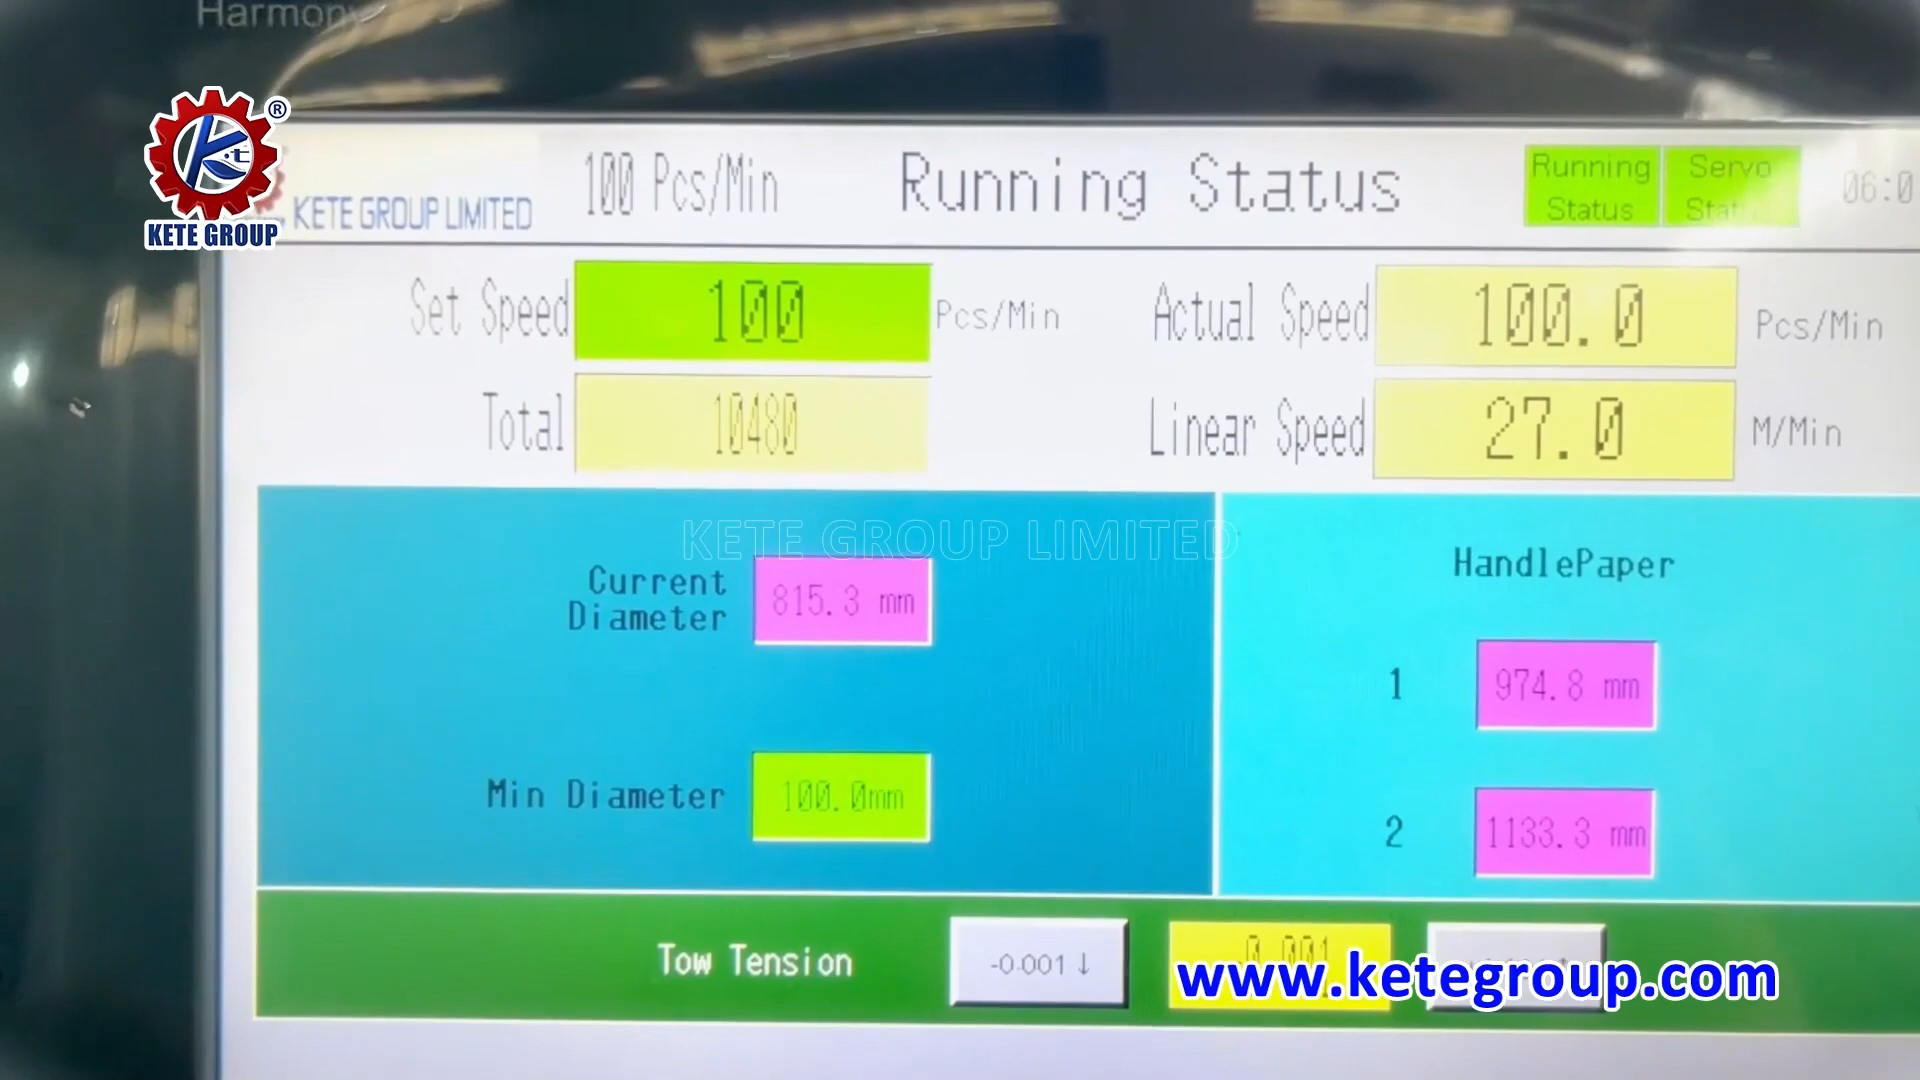 Harmony
®
KETE GROUP
KETE GROUP LIMITED
100 Pcs/Min
Running Status
Running
Status
Servo
06:0
Set Speed 100 Pcs/Min
Actual Speed 100.0 Pcs/Min
Total 10480
Linear Speed 27.0 M/Min
KETE GROUP LIMITED
Current
Diameter
815.3 mm
Min Diameter 100.0mm
HandlePaper
1 974.8 mm
2 1133.3 mm
Tow Tension -0.001 ↓
www.ketegroup.com